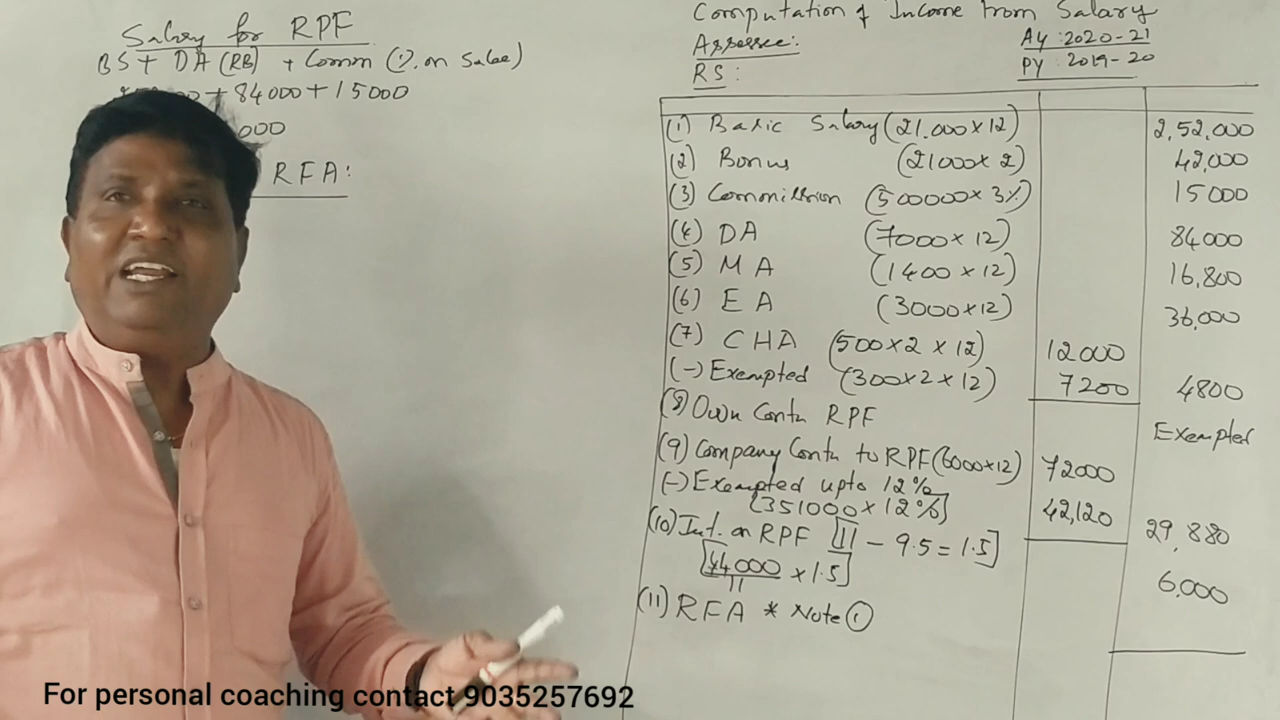 Salary for RPF
BS + DA (RB) + Comm (%. on Sales)
+ 84000 + 15000
000
RFA:
Computation of Income from Salary
Assessee:
AY : 2020-21
RS :
PY : 2019-20
(1) Basic Salary (21,000 x 12) 2,52,000
(2) Bonus (21000 x 2) 42,000
(3) Commission (500000 x 3%) 15000
(4) DA (7000 x 12) 84000
(5) MA (1400 x 12) 16,800
(6) EA (3000 x 12) 36,000
(7) CHA (500 x 2 x 12) 12000
(-) Exempted (300 x 2 x 12) 7200 4800
(8) Own Contn RPF Exempted
(9) Company Contn to RPF (6000 x 12) 72000
(-) Exempted upto 12%
[351000 x 12%] 42,120 29,880
(10) Int. on RPF [11 - 9.5 = 1.5]
[44000 x 1.5] 6,000
11
(11) RFA * Note ①
For personal coaching contact 9035257692